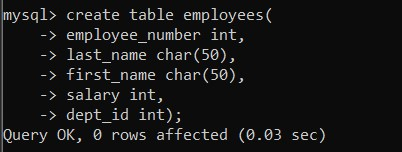 mysql> create table employees(
    -> employee_number int,
    -> last_name char(50),
    -> first_name char(50),
    -> salary int,
    -> dept_id int);
Query OK, 0 rows affected (0.03 sec)